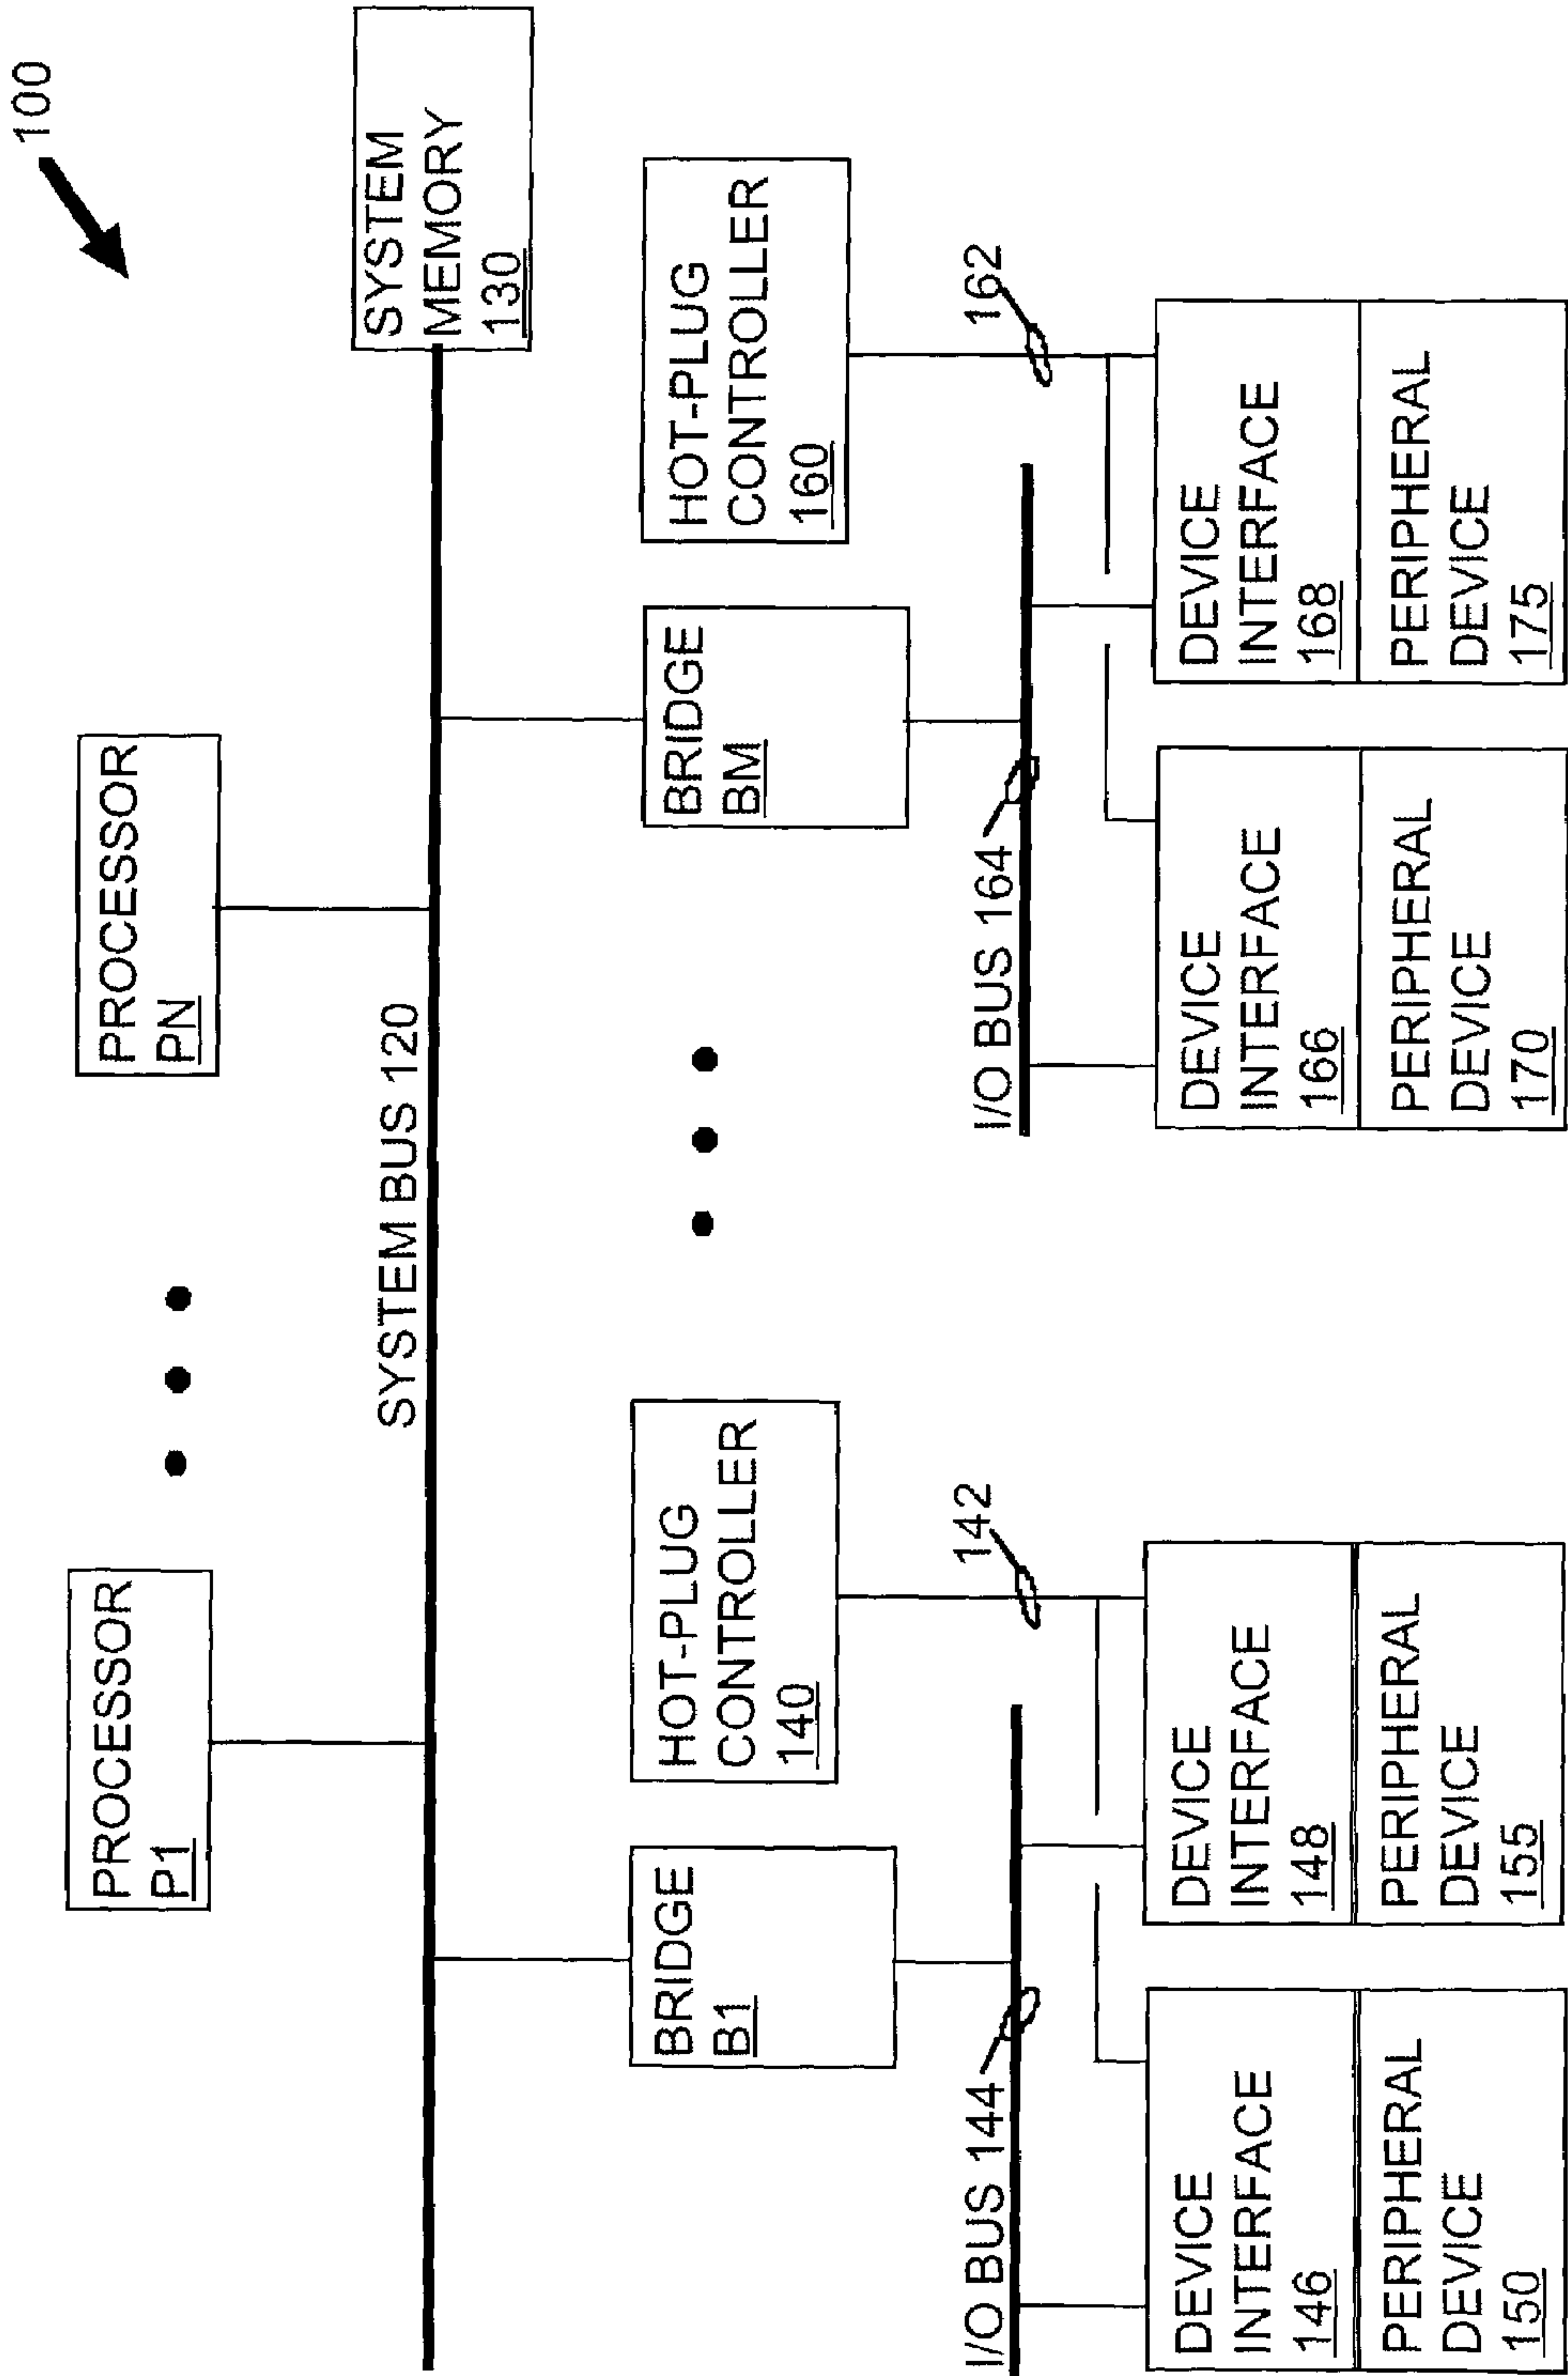 100
PROCESSOR
P1
PROCESSOR
PN
SYSTEM BUS 120
SYSTEM
MEMORY
130
BRIDGE
B1
HOT-PLUG
CONTROLLER
140
BRIDGE
BM
HOT-PLUG
CONTROLLER
160
I/O BUS 144
142
I/O BUS 164
162
DEVICE
INTERFACE
146
PERIPHERAL
DEVICE
150
DEVICE
INTERFACE
148
PERIPHERAL
DEVICE
155
DEVICE
INTERFACE
166
PERIPHERAL
DEVICE
170
DEVICE
INTERFACE
168
PERIPHERAL
DEVICE
175